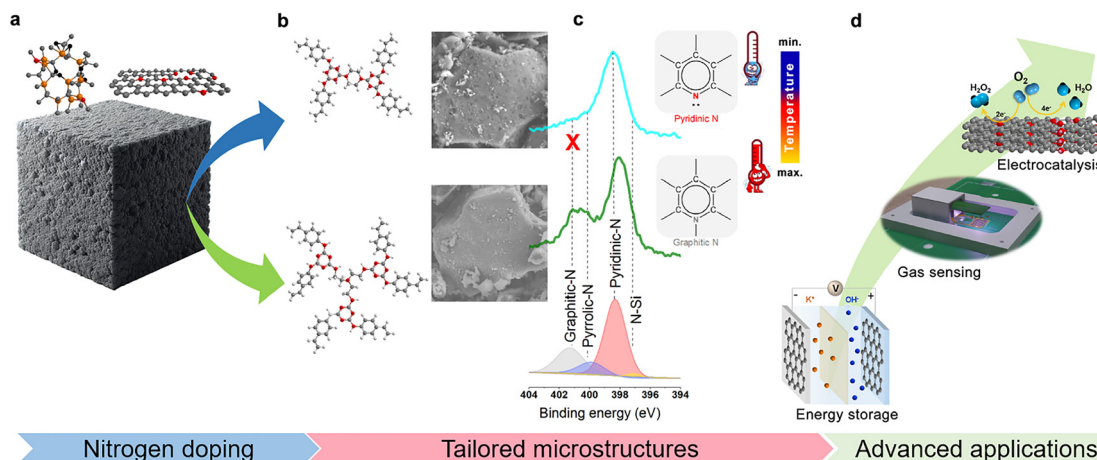 a
b
c
d
X
N
Pyridinic N
N
Graphitic N
min.
Temperature
max.
Graphitic-N
Pyrrolic-N
Pyridinic-N
N-Si
404 402 400 398 396 394
Binding energy (eV)
H₂O₂
O₂
H₂O
2e⁻
4e⁻
Electrocatalysis
Gas sensing
V
- +
K⁺
OH⁻
Energy storage
Nitrogen doping
Tailored microstructures
Advanced applications